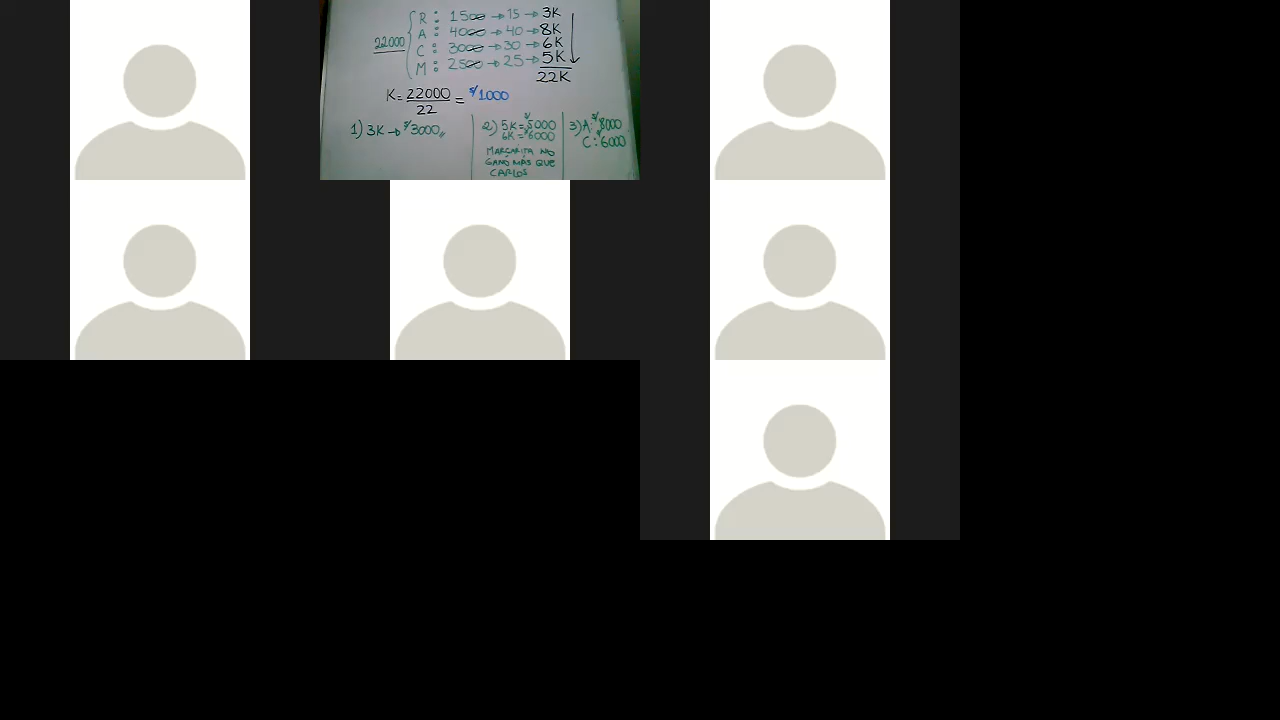 R : 1500 → 15 → 3K
A : 4000 → 40 → 8K
22000
C : 3000 → 30 → 6K
M : 2500 → 25 → 5K
22K
K = 22000 / 22 = S/1000
1) 3K → S/3000,,
2) 5K = S/5000
6K = S/6000
MARGARITA NO
GANÓ MÁS QUE
CARLOS
3) A: S/8000
C: S/6000